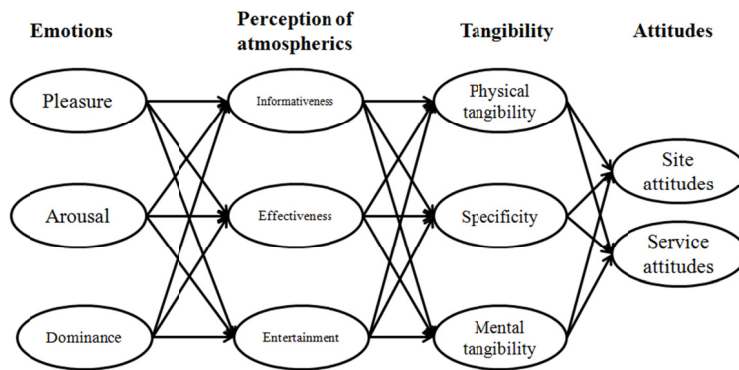 Emotions
Perception of
atmospherics
Tangibility
Attitudes
Pleasure
Informativeness
Physical
tangibility
Site
attitudes
Arousal
Effectiveness
Specificity
Service
attitudes
Dominance
Entertainment
Mental
tangibility